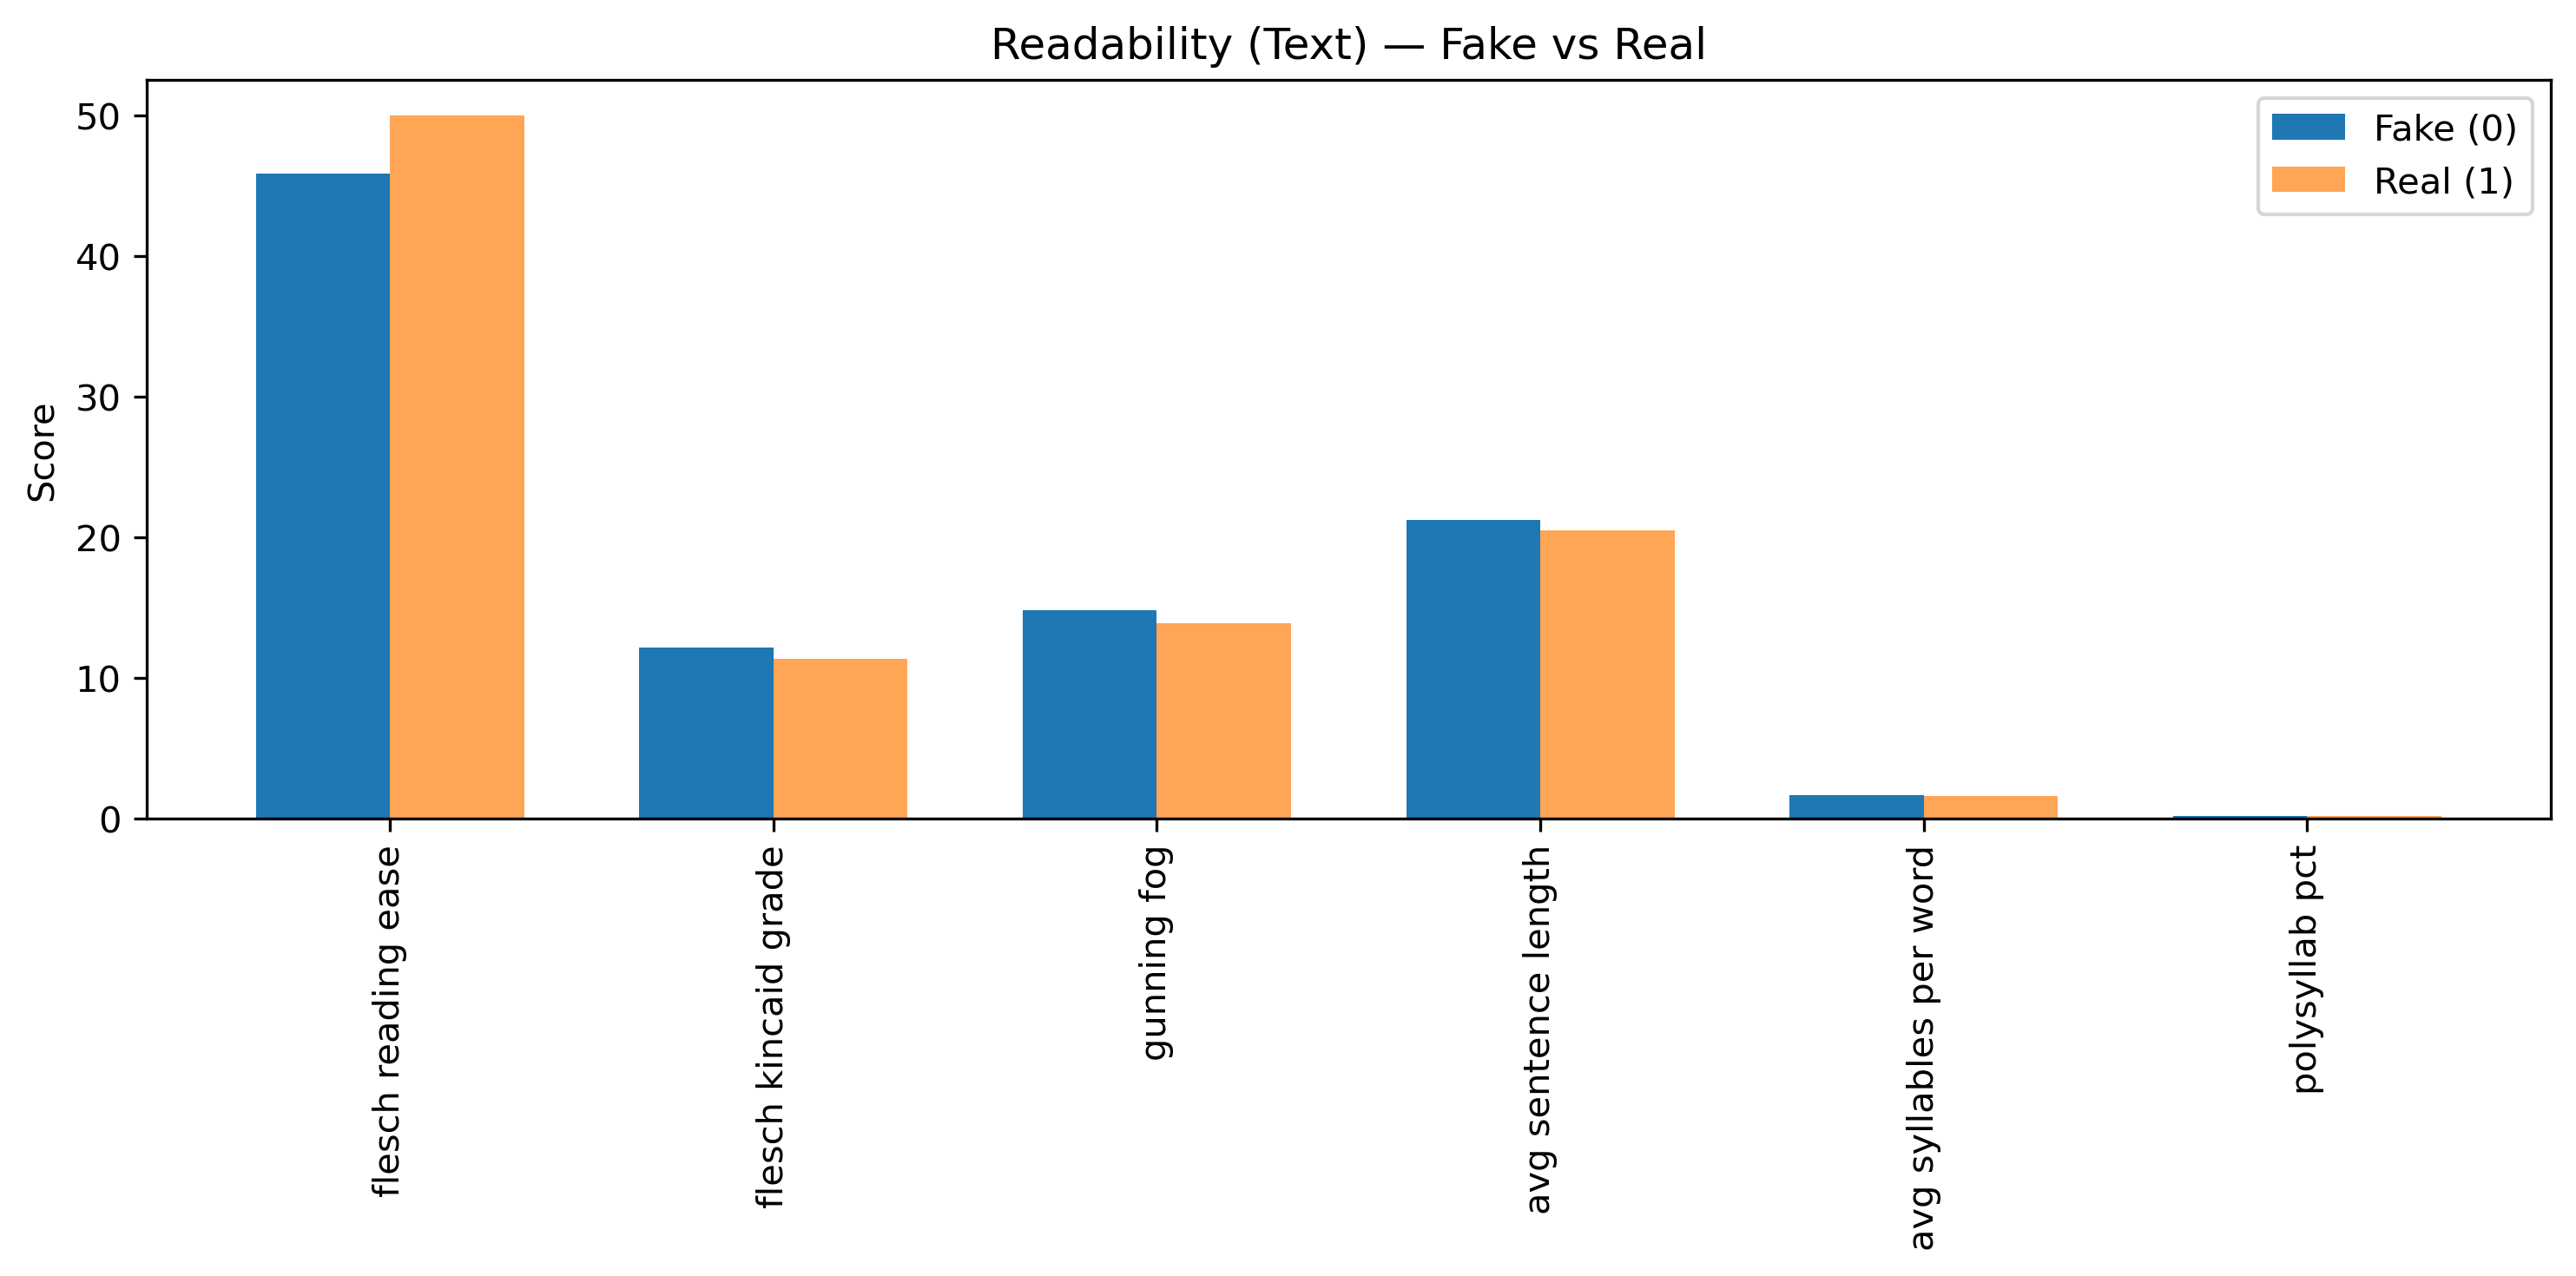 Readability (Text) — Fake vs Real
Score
50
40
30
20
10
0
Fake (0)
Real (1)
flesch reading ease
flesch kincaid grade
gunning fog
avg sentence length
avg syllables per word
polysyllab pct